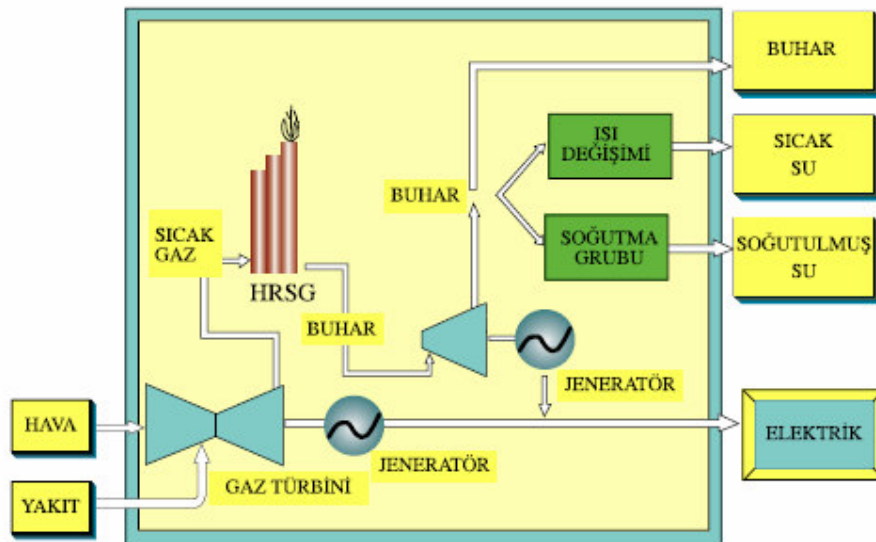 BUHAR
ISI
DEĞİŞİMİ
SICAK
SU
BUHAR
SICAK
GAZ
SOĞUTMA
GRUBU
SOĞUTULMUŞ
SU
HRSG
BUHAR
JENERATÖR
HAVA
ELEKTRİK
JENERATÖR
YAKIT
GAZ TÜRBİNİ